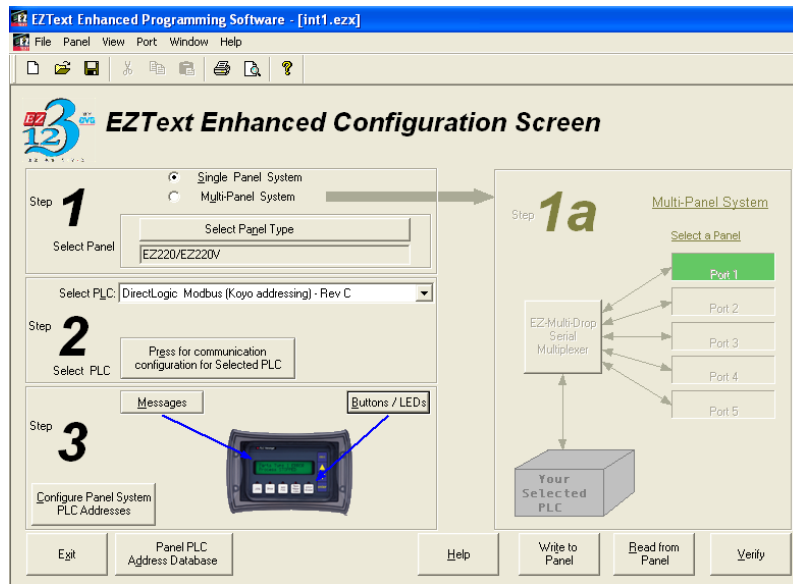 EZText Enhanced Programming Software - [int1.ezx]
File Panel View Port Window Help
EZ
BY
AVG
123
EZText Enhanced Configuration Screen
Step 1
Select Panel
Single Panel System
Multi-Panel System
Select Panel Type
EZ220/EZ220V
Step 1a
Multi-Panel System
Select a Panel
Port 1
Port 2
Port 3
Port 4
Port 5
EZ-Multi-Drop
Serial
Multiplexer
Your
Selected
PLC
Select PLC: DirectLogic Modbus (Koyo addressing) - Rev C
Step 2
Select PLC
Press for communication
configuration for Selected PLC
Step 3
Messages
Buttons / LEDs
Configure Panel System
PLC Addresses
Exit
Panel PLC
Address Database
Help
Write to
Panel
Read from
Panel
Verify